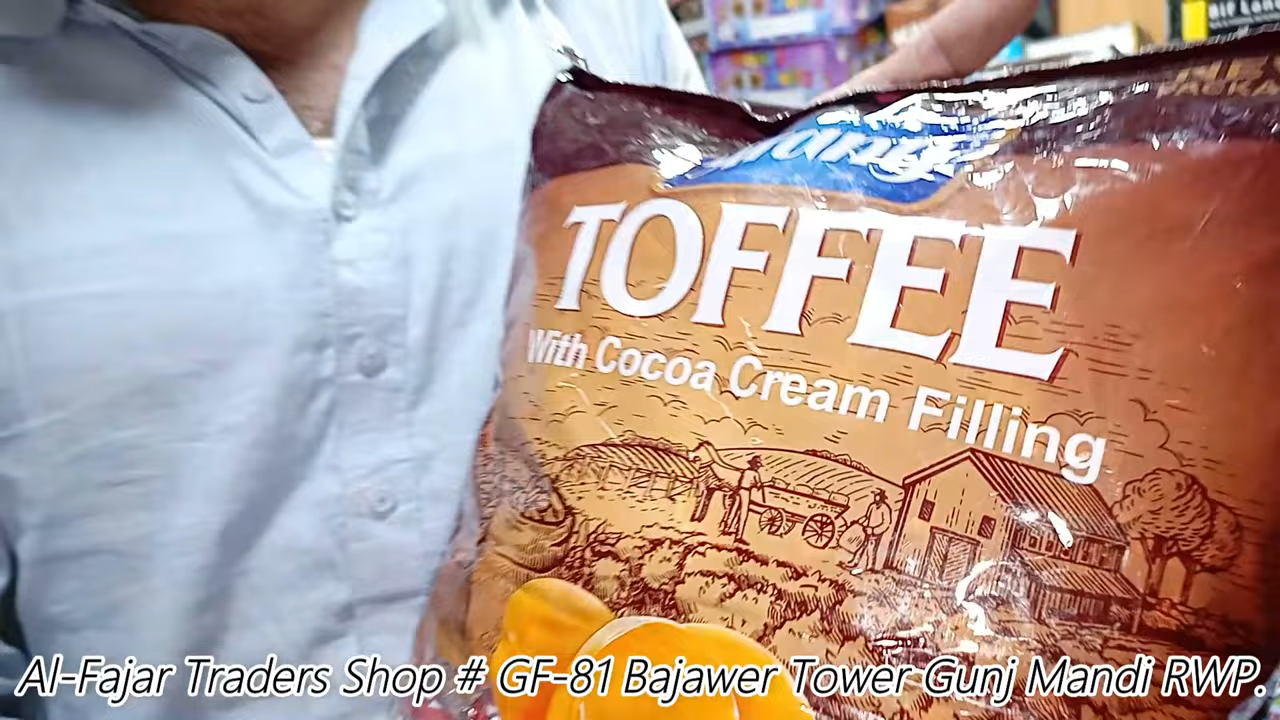 TOFFEE
With Cocoa Cream Filling
Al-Fajar Traders Shop # GF-81 Bajawer Tower Gunj Mandi RWP.